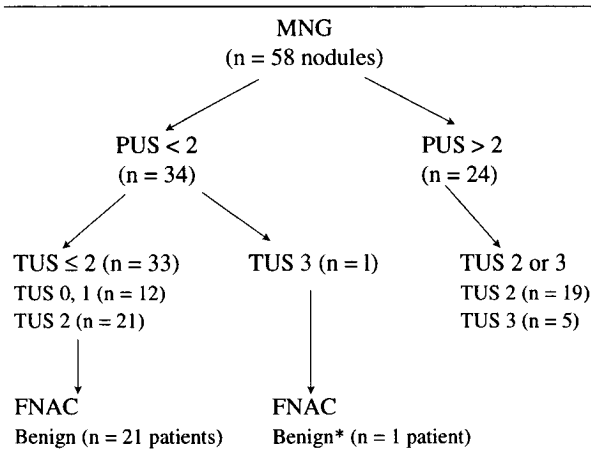 MNG
(n = 58 nodules)
PUS < 2
(n = 34)
PUS > 2
(n = 24)
TUS ≤ 2 (n = 33)
TUS 0, 1 (n = 12)
TUS 2 (n = 21)
TUS 3 (n = 1)
TUS 2 or 3
TUS 2 (n = 19)
TUS 3 (n = 5)
FNAC
Benign (n = 21 patients)
FNAC
Benign* (n = 1 patient)